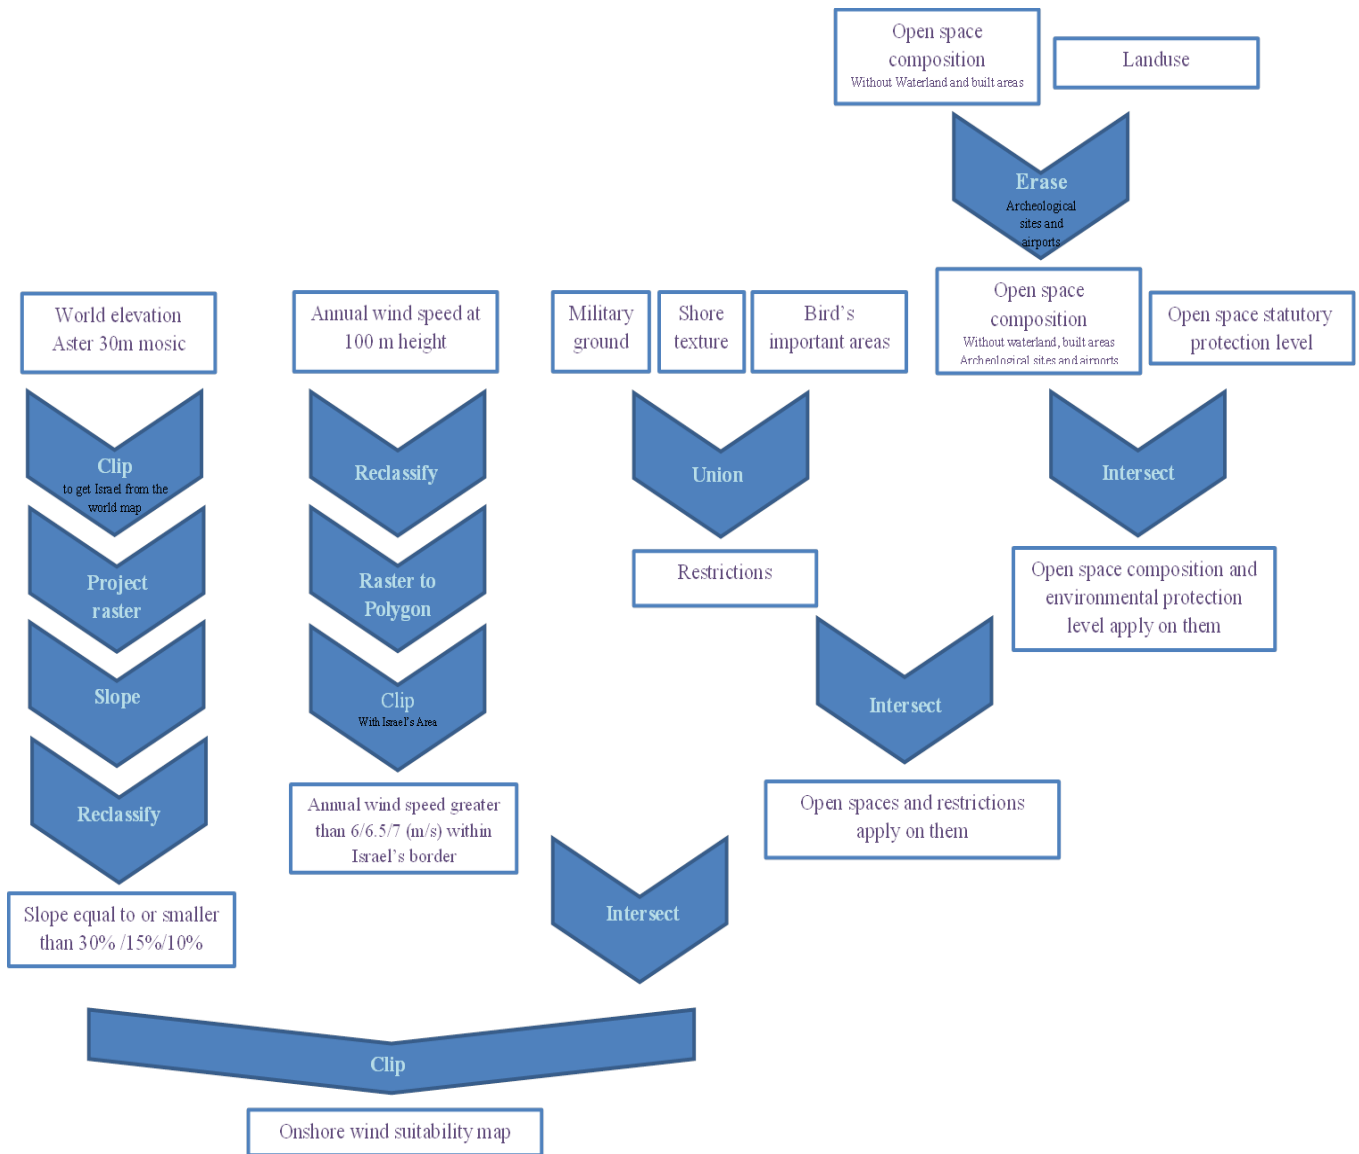 Open space
composition
Without Waterland and built areas
Landuse
Erase
Archeological
sites and
airports
World elevation
Aster 30m mosic
Annual wind speed at
100 m height
Military
ground
Shore
texture
Bird's
important areas
Open space
composition
Without waterland, built areas
Archeological sites and airports
Open space statutory
protection level
Clip
to get Israel from the
world map
Project
raster
Slope
Reclassify
Slope equal to or smaller
than 30% /15%/10%
Reclassify
Raster to
Polygon
Clip
With Israel's Area
Annual wind speed greater
than 6/6.5/7 (m/s) within
Israel's border
Union
Restrictions
Intersect
Open space composition and
environmental protection
level apply on them
Intersect
Open spaces and restrictions
apply on them
Intersect
Clip
Onshore wind suitability map